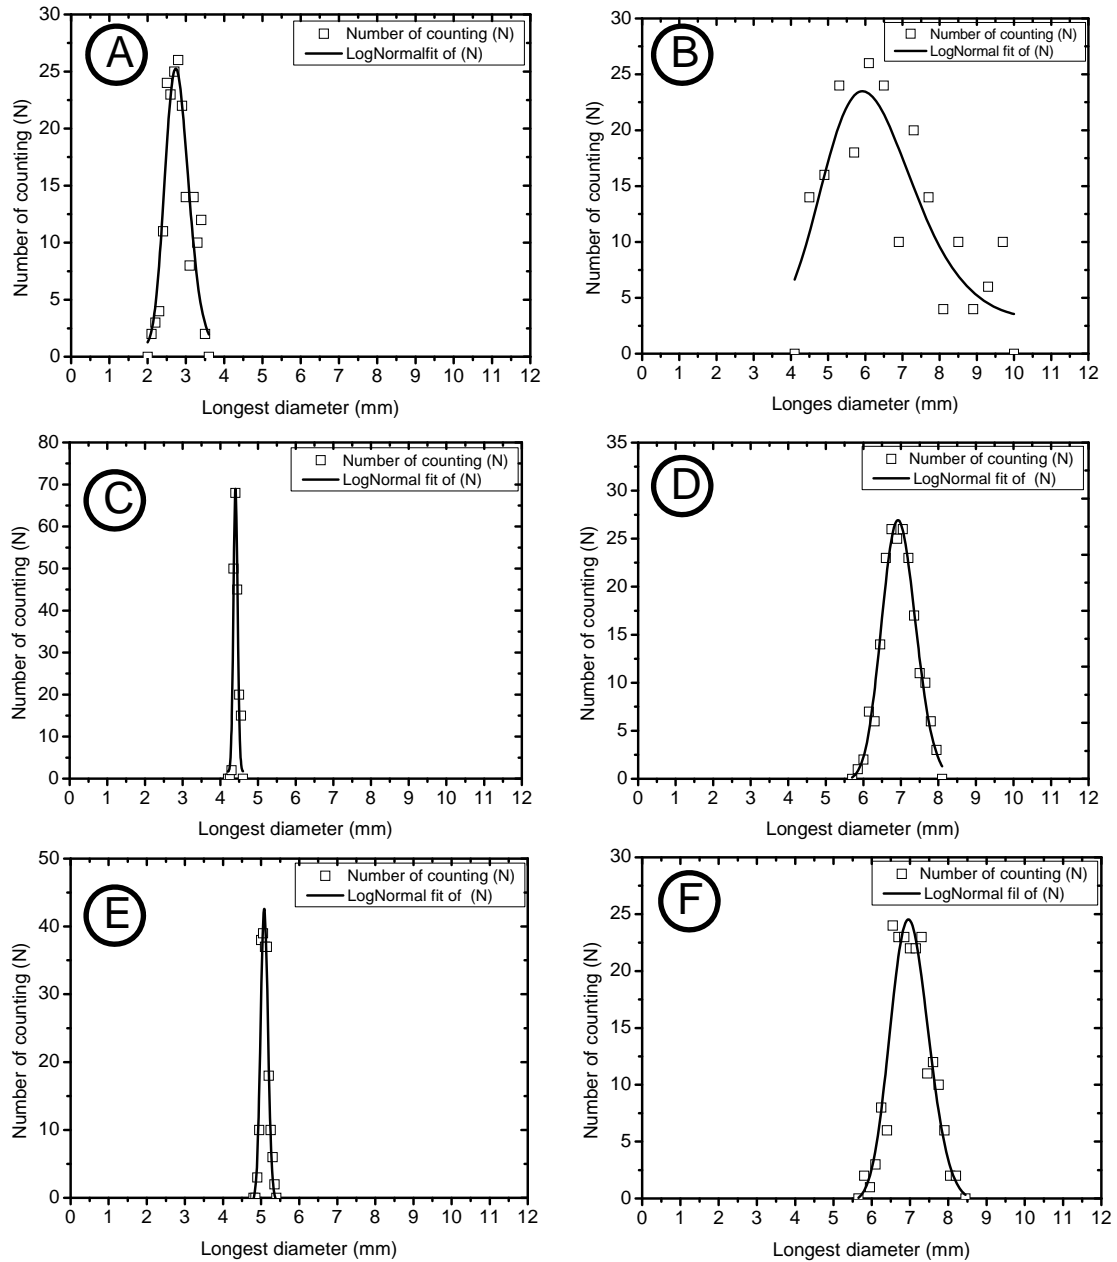 A
Number of counting (N)
LogNormalfit of (N)
30
25
20
15
10
5
0
Number of counting (N)
0 1 2 3 4 5 6 7 8 9 10 11 12
Longest diameter (mm)
B
Number of counting (N)
LogNormal fit of (N)
30
25
20
15
10
5
0
Number of counting (N)
0 1 2 3 4 5 6 7 8 9 10 11 12
Longes diameter (mm)
C
Number of counting (N)
LogNormal fit of (N)
80
70
60
50
40
30
20
10
0
Number of counting (N)
0 1 2 3 4 5 6 7 8 9 10 11 12
Longest diameter (mm)
D
Number of counting (N)
LogNormal fit of (N)
35
30
25
20
15
10
5
0
Number of counting (N)
0 1 2 3 4 5 6 7 8 9 10 11 12
Longest diameter (mm)
E
Number of counting (N)
LogNormal fit of (N)
50
40
30
20
10
0
Number of counting (N)
0 1 2 3 4 5 6 7 8 9 10 11 12
Longest diameter (mm)
F
Number of counting (N)
LogNormal fil of (N)
30
25
20
15
10
5
0
Number of counting (N)
0 1 2 3 4 5 6 7 8 9 10 11 12
Longest diameter (mm)